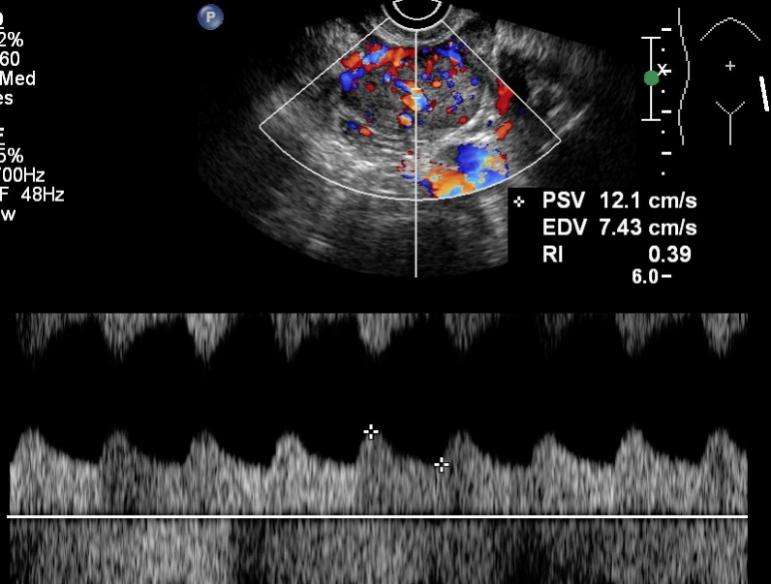 2%
60
Med
es
5%
00Hz
F 48Hz
w
P
X
PSV 12.1 cm/s
EDV 7.43 cm/s
RI 0.39
6.0